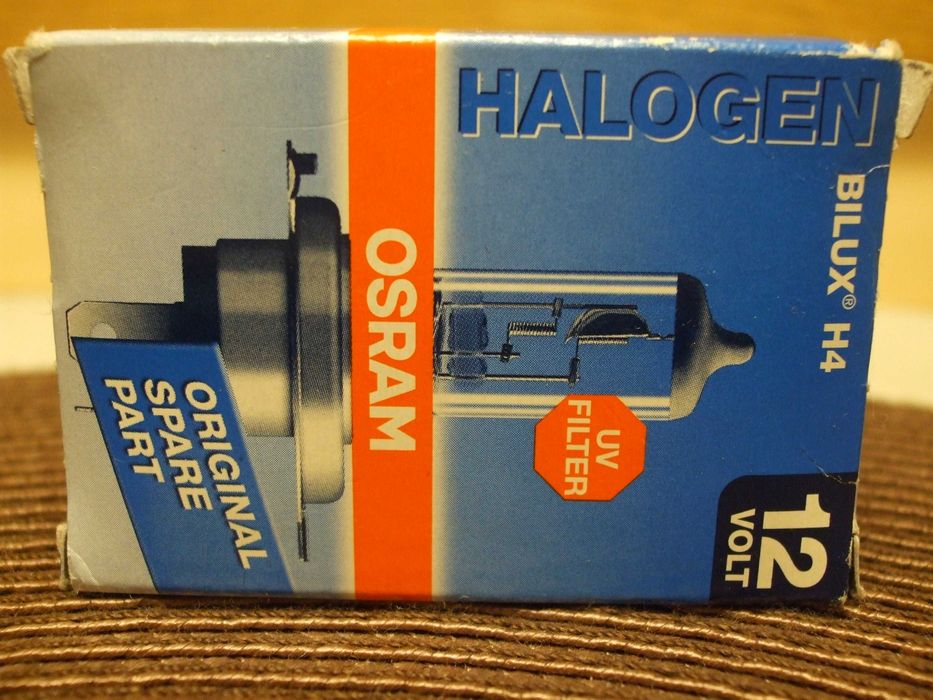 HALOGEN
BILUX® H4
12
VOLT
OSRAM
UV
FILTER
ORIGINAL
SPARE
PART